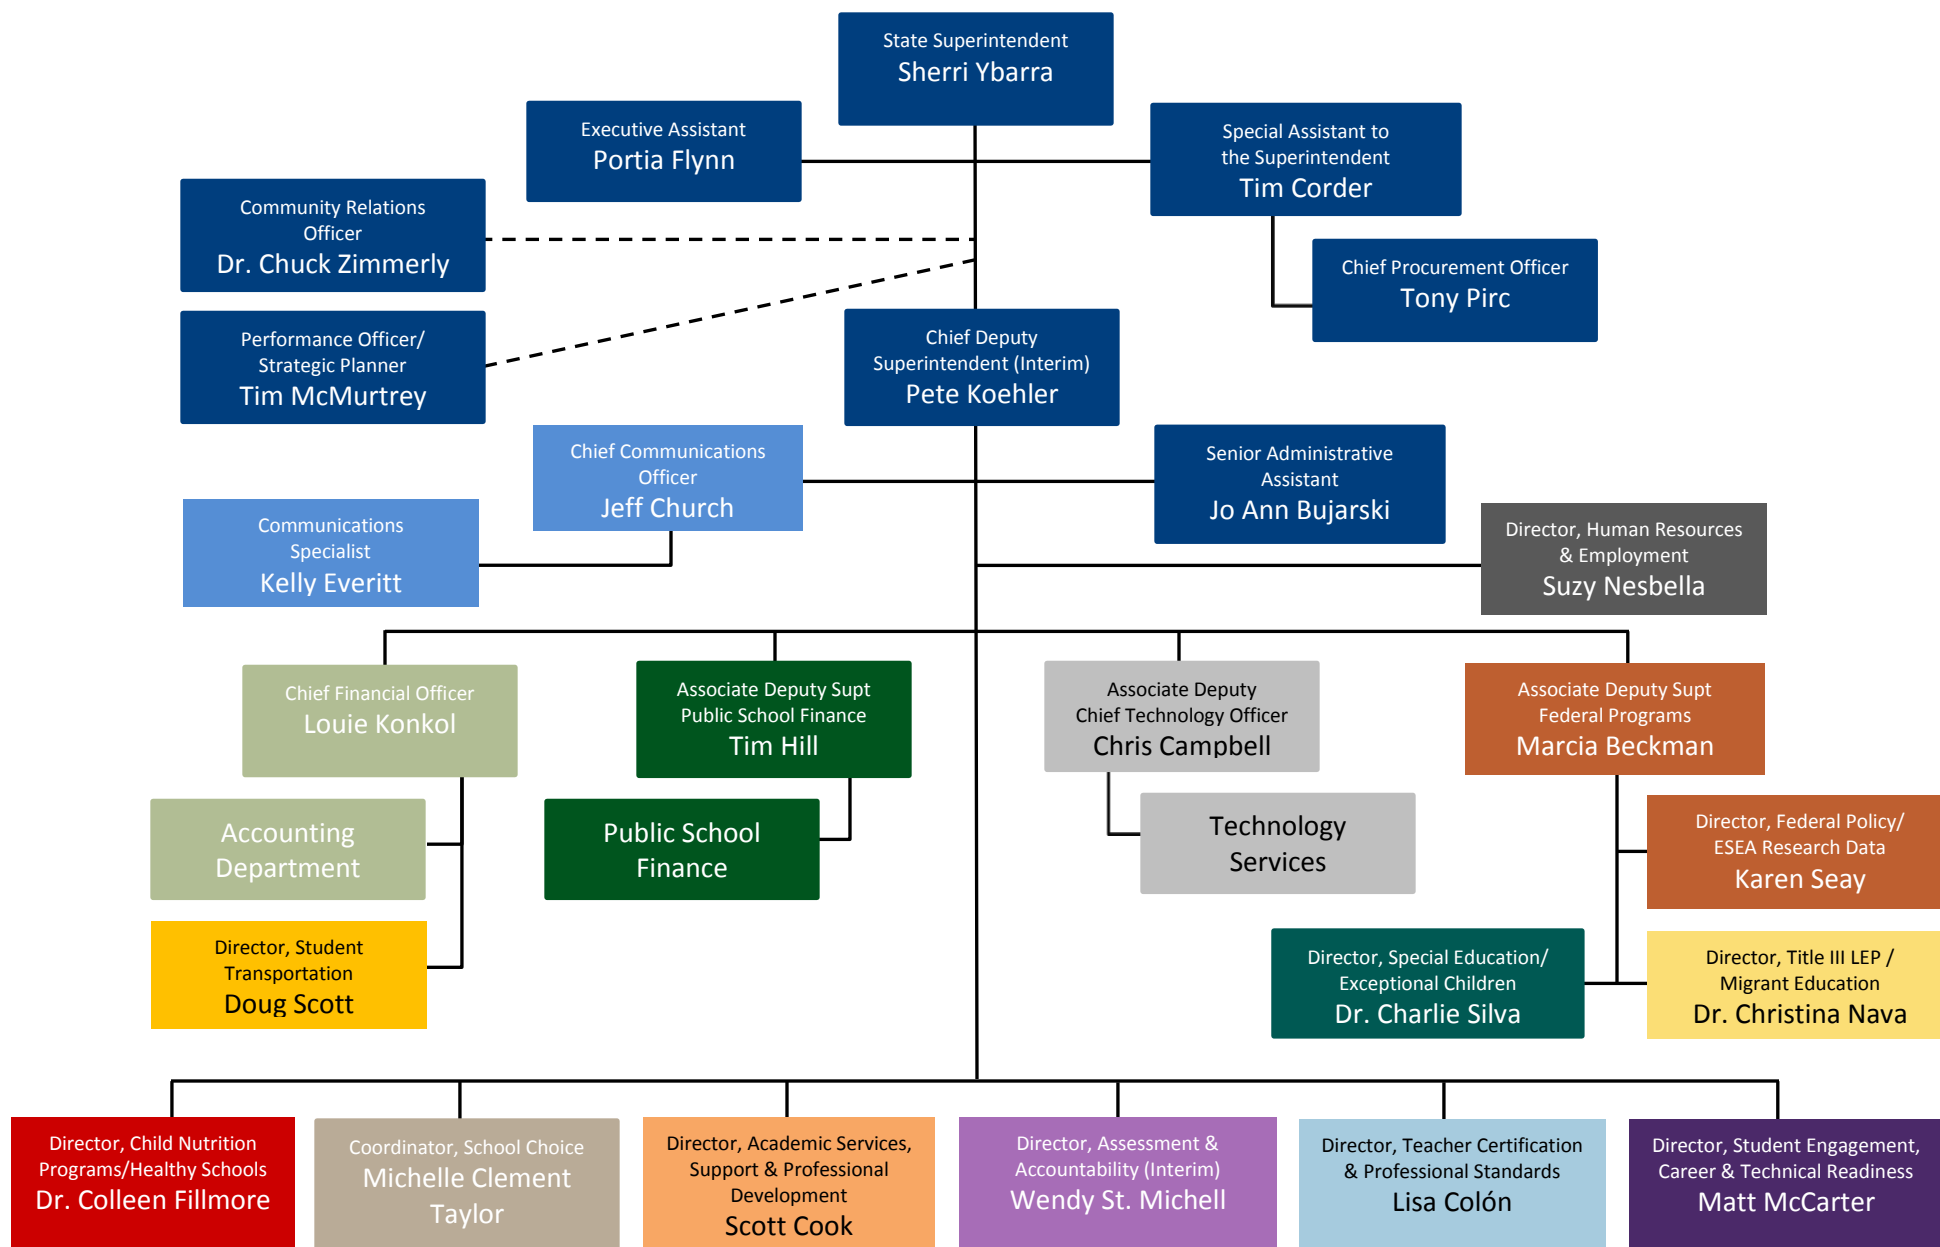 State Superintendent
Sherri Ybarra
Executive Assistant
Portia Flynn
Special Assistant to
the Superintendent
Tim Corder
Community Relations
Officer
Dr. Chuck Zimmerly
Chief Procurement Officer
Tony Pirc
Performance Officer/
Strategic Planner
Tim McMurtrey
Chief Deputy
Superintendent (Interim)
Pete Koehler
Chief Communications
Officer
Jeff Church
Senior Administrative
Assistant
Jo Ann Bujarski
Communications
Specialist
Kelly Everitt
Director, Human Resources
& Employment
Suzy Nesbella
Chief Financial Officer
Louie Konkol
Associate Deputy Supt
Public School Finance
Tim Hill
Associate Deputy
Chief Technology Officer
Chris Campbell
Associate Deputy Supt
Federal Programs
Marcia Beckman
Accounting
Department
Public School
Finance
Technology
Services
Director, Federal Policy/
ESEA Research Data
Karen Seay
Director, Student
Transportation
Doug Scott
Director, Special Education/
Exceptional Children
Dr. Charlie Silva
Director, Title III LEP /
Migrant Education
Dr. Christina Nava
Director, Child Nutrition
Programs/Healthy Schools
Dr. Colleen Fillmore
Coordinator, School Choice
Michelle Clement
Taylor
Director, Academic Services,
Support & Professional
Development
Scott Cook
Director, Assessment &
Accountability (Interim)
Wendy St. Michell
Director, Teacher Certification
& Professional Standards
Lisa Colón
Director, Student Engagement,
Career & Technical Readiness
Matt McCarter